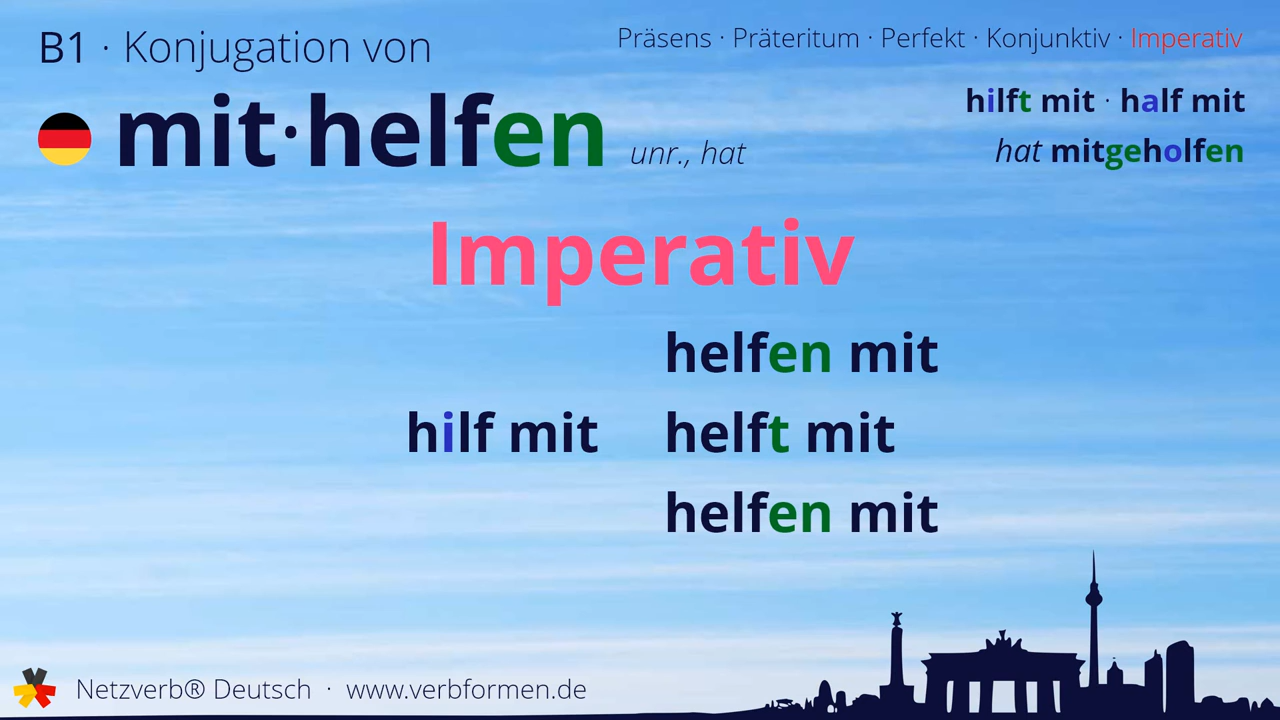 B1 · Konjugation von
Präsens · Präteritum · Perfekt · Konjunktiv · Imperativ
mit·helfen unr., hat
hilft mit · half mit
hat mitgeholfen
Imperativ
helfen mit
hilf mit helft mit
helfen mit
Netzverb® Deutsch · www.verbformen.de